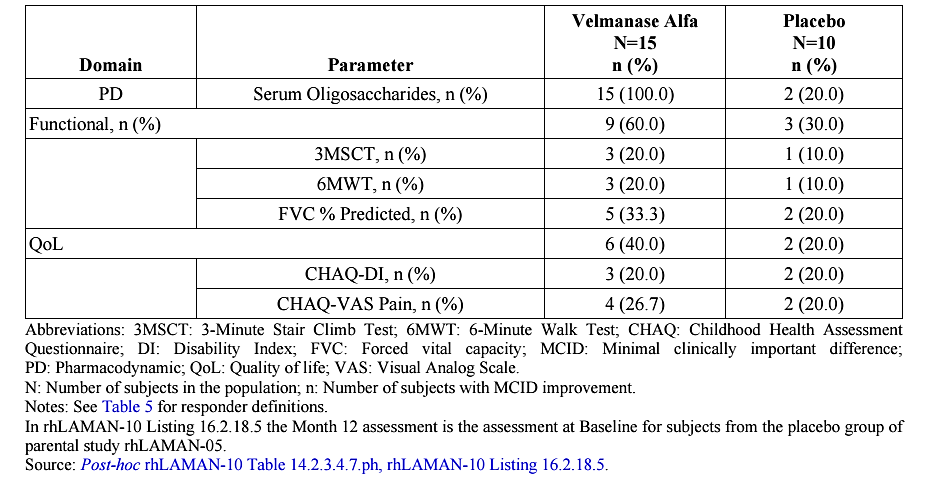 Domain Parameter Velmanase Alfa N=15 n (%) Placebo N=10 n (%)
PD Serum Oligosaccharides, n (%) 15 (100.0) 2 (20.0)
Functional, n (%) 9 (60.0) 3 (30.0)
3MSCT, n (%) 3 (20.0) 1 (10.0)
6MWT, n (%) 3 (20.0) 1 (10.0)
FVC % Predicted, n (%) 5 (33.3) 2 (20.0)
QoL 6 (40.0) 2 (20.0)
CHAQ-DI, n (%) 3 (20.0) 2 (20.0)
CHAQ-VAS Pain, n (%) 4 (26.7) 2 (20.0)
Abbreviations: 3MSCT: 3-Minute Stair Climb Test; 6MWT: 6-Minute Walk Test; CHAQ: Childhood Health Assessment
Questionnaire; DI: Disability Index; FVC: Forced vital capacity; MCID: Minimal clinically important difference;
PD: Pharmacodynamic; QoL: Quality of life; VAS: Visual Analog Scale.
N: Number of subjects in the population; n: Number of subjects with MCID improvement.
Notes: See Table 5 for responder definitions.
In rhLAMAN-10 Listing 16.2.18.5 the Month 12 assessment is the assessment at Baseline for subjects from the placebo group of
parental study rhLAMAN-05.
Source: Post-hoc rhLAMAN-10 Table 14.2.3.4.7.ph, rhLAMAN-10 Listing 16.2.18.5.